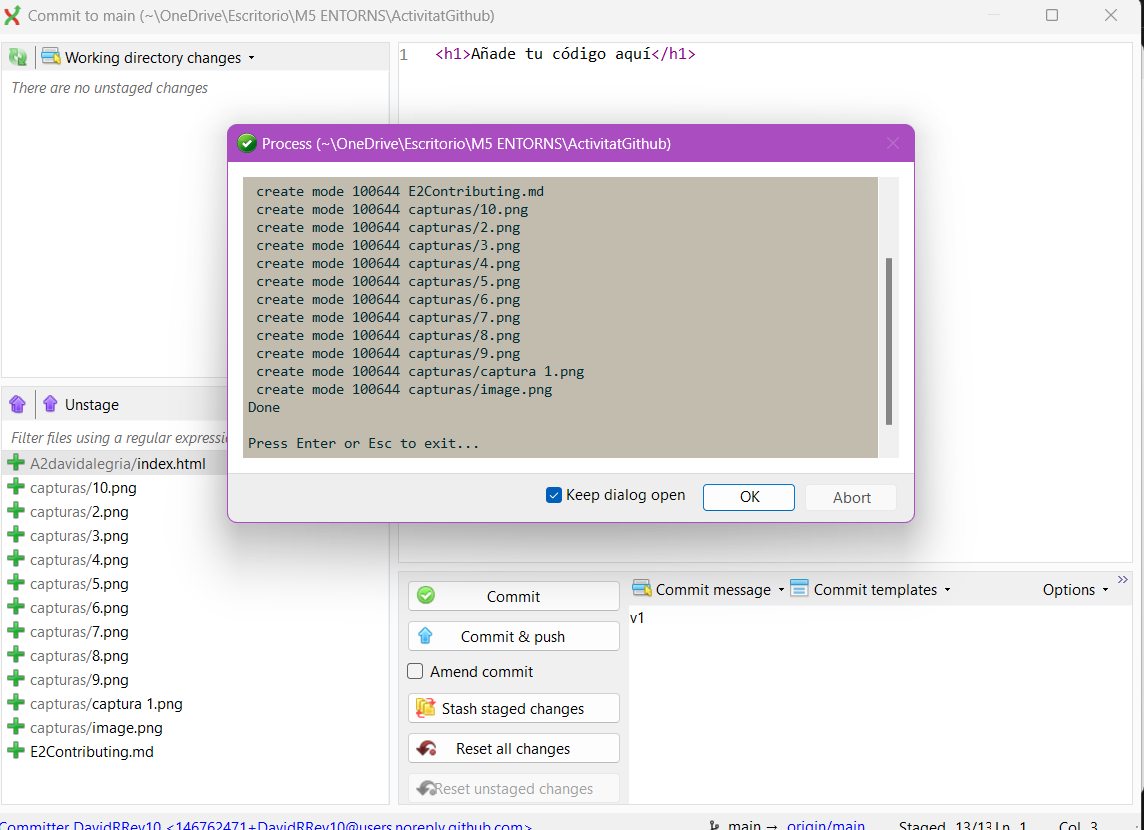 Commit to main (~\OneDrive\Escritorio\M5 ENTORNS\ActivitatGithub)
Working directory changes
There are no unstaged changes
1 <h1>Añade tu código aquí</h1>
Process (~\OneDrive\Escritorio\M5 ENTORNS\ActivitatGithub)
create mode 100644 E2Contributing.md
create mode 100644 capturas/10.png
create mode 100644 capturas/2.png
create mode 100644 capturas/3.png
create mode 100644 capturas/4.png
create mode 100644 capturas/5.png
create mode 100644 capturas/6.png
create mode 100644 capturas/7.png
create mode 100644 capturas/8.png
create mode 100644 capturas/9.png
create mode 100644 capturas/captura 1.png
create mode 100644 capturas/image.png
Done
Press Enter or Esc to exit...
Keep dialog open
OK
Abort
Unstage
Filter files using a regular expressi
A2davidalegria/index.html
capturas/10.png
capturas/2.png
capturas/3.png
capturas/4.png
capturas/5.png
capturas/6.png
capturas/7.png
capturas/8.png
capturas/9.png
capturas/captura 1.png
capturas/image.png
E2Contributing.md
Commit
Commit & push
Amend commit
Stash staged changes
Reset all changes
Reset unstaged changes
Commit message
Commit templates
Options
v1
Committer DavidRRey10 <146762471+DavidRRey10@users.noreply.github.com>
main → origin/main
Staged 13/13
Ln 1
Col 3